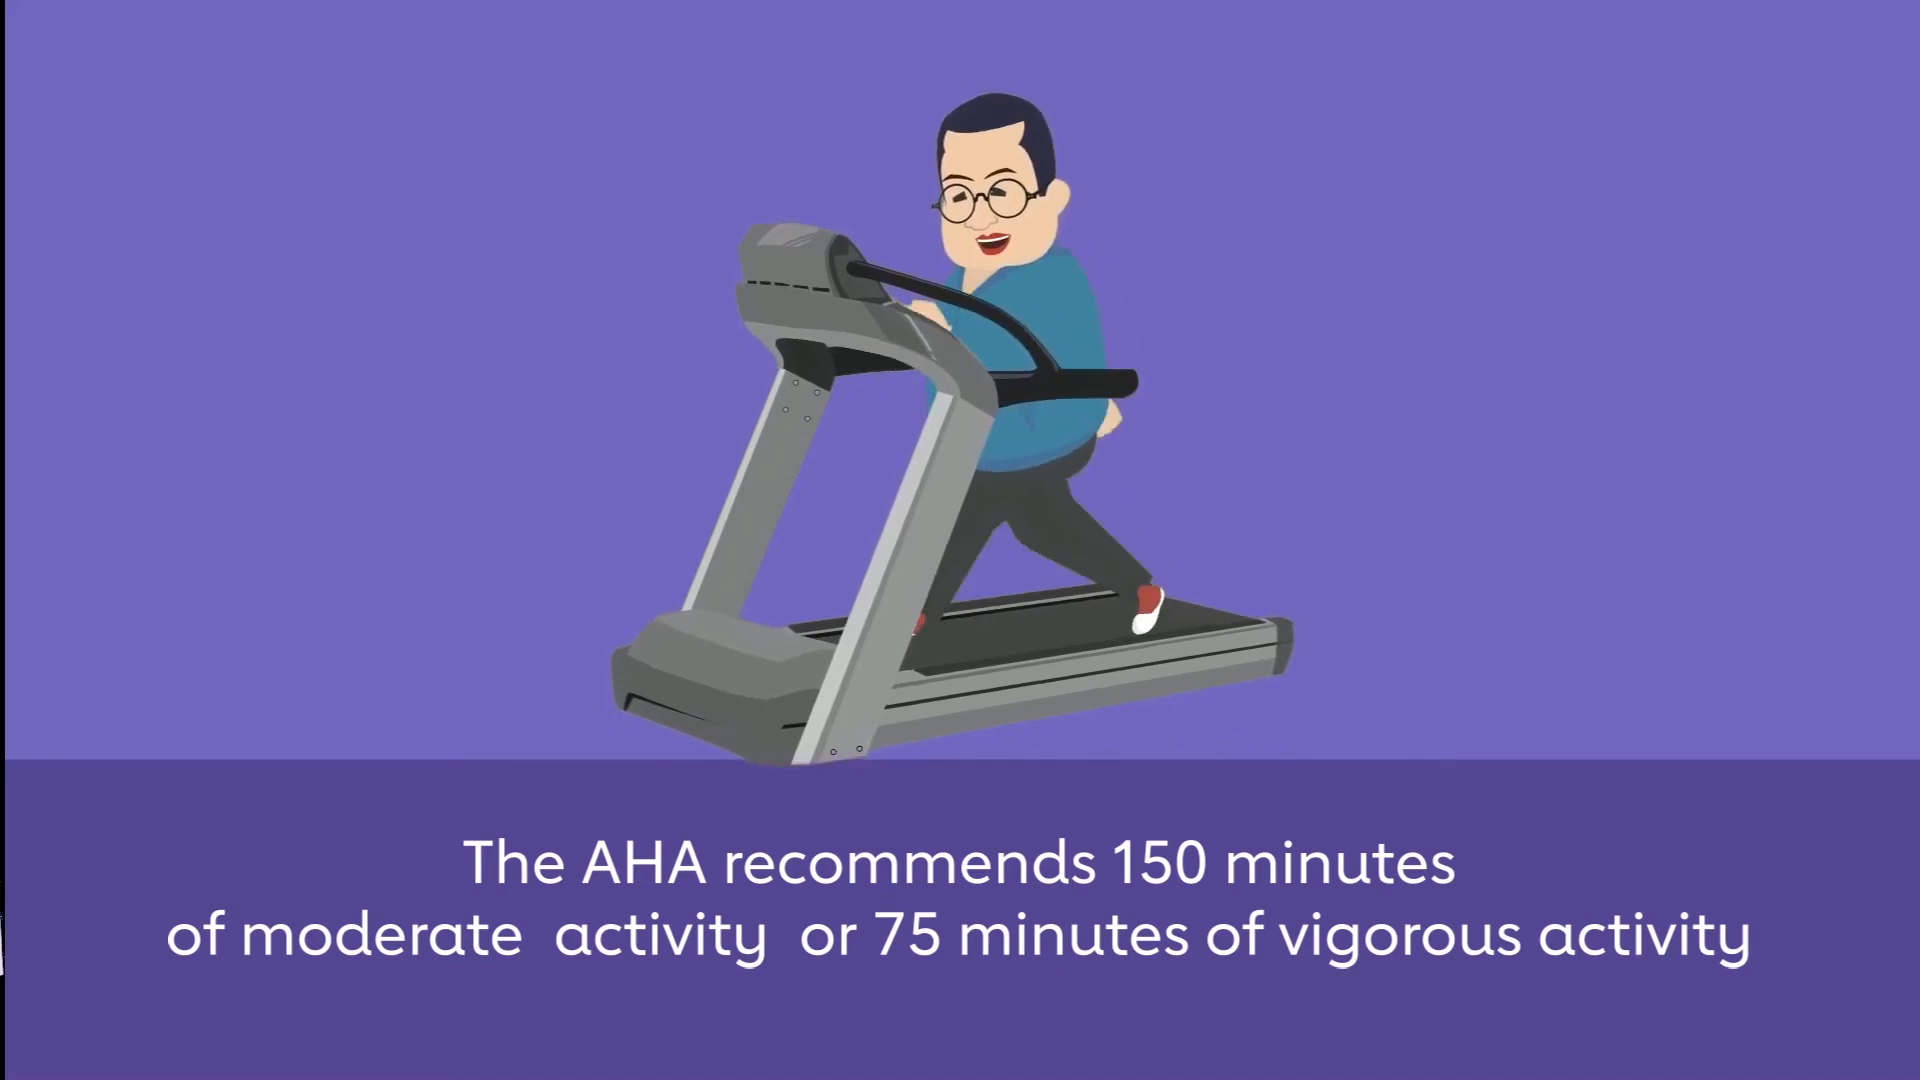 The AHA recommends 150 minutes
of moderate activity or 75 minutes of vigorous activity